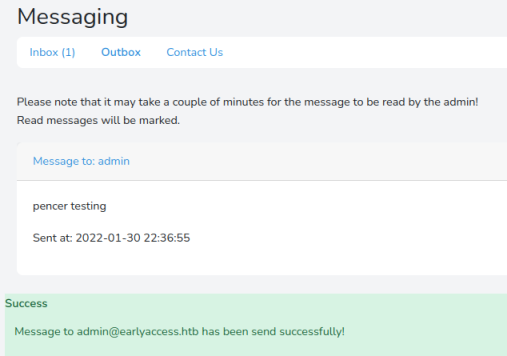 Messaging
Inbox (1) Outbox Contact Us
Please note that it may take a couple of minutes for the message to be read by the admin!
Read messages will be marked.
Message to: admin
pencer testing
Sent at: 2022-01-30 22:36:55
Success
Message to admin@earlyaccess.htb has been send successfully!